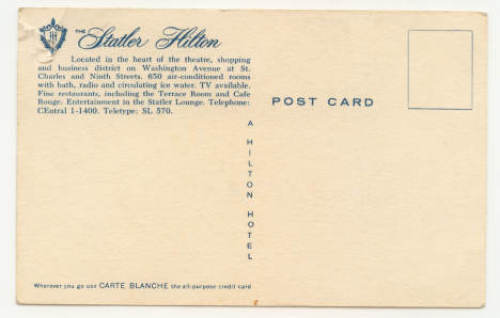 THE Statler Hilton
Located in the heart of the theatre, shopping
and business district on Washington Avenue at St.
Charles and Ninth Streets. 650 air-conditioned rooms
with bath, radio and circulating ice water. TV available.
Fine restaurants, including the Terrace Room and Cafe
Rouge. Entertainment in the Statler Lounge. Telephone:
CEntral 1-1400. Teletype: SL 570.
POST CARD
A HILTON HOTEL
Wherever you go use CARTE BLANCHE the all-purpose credit card